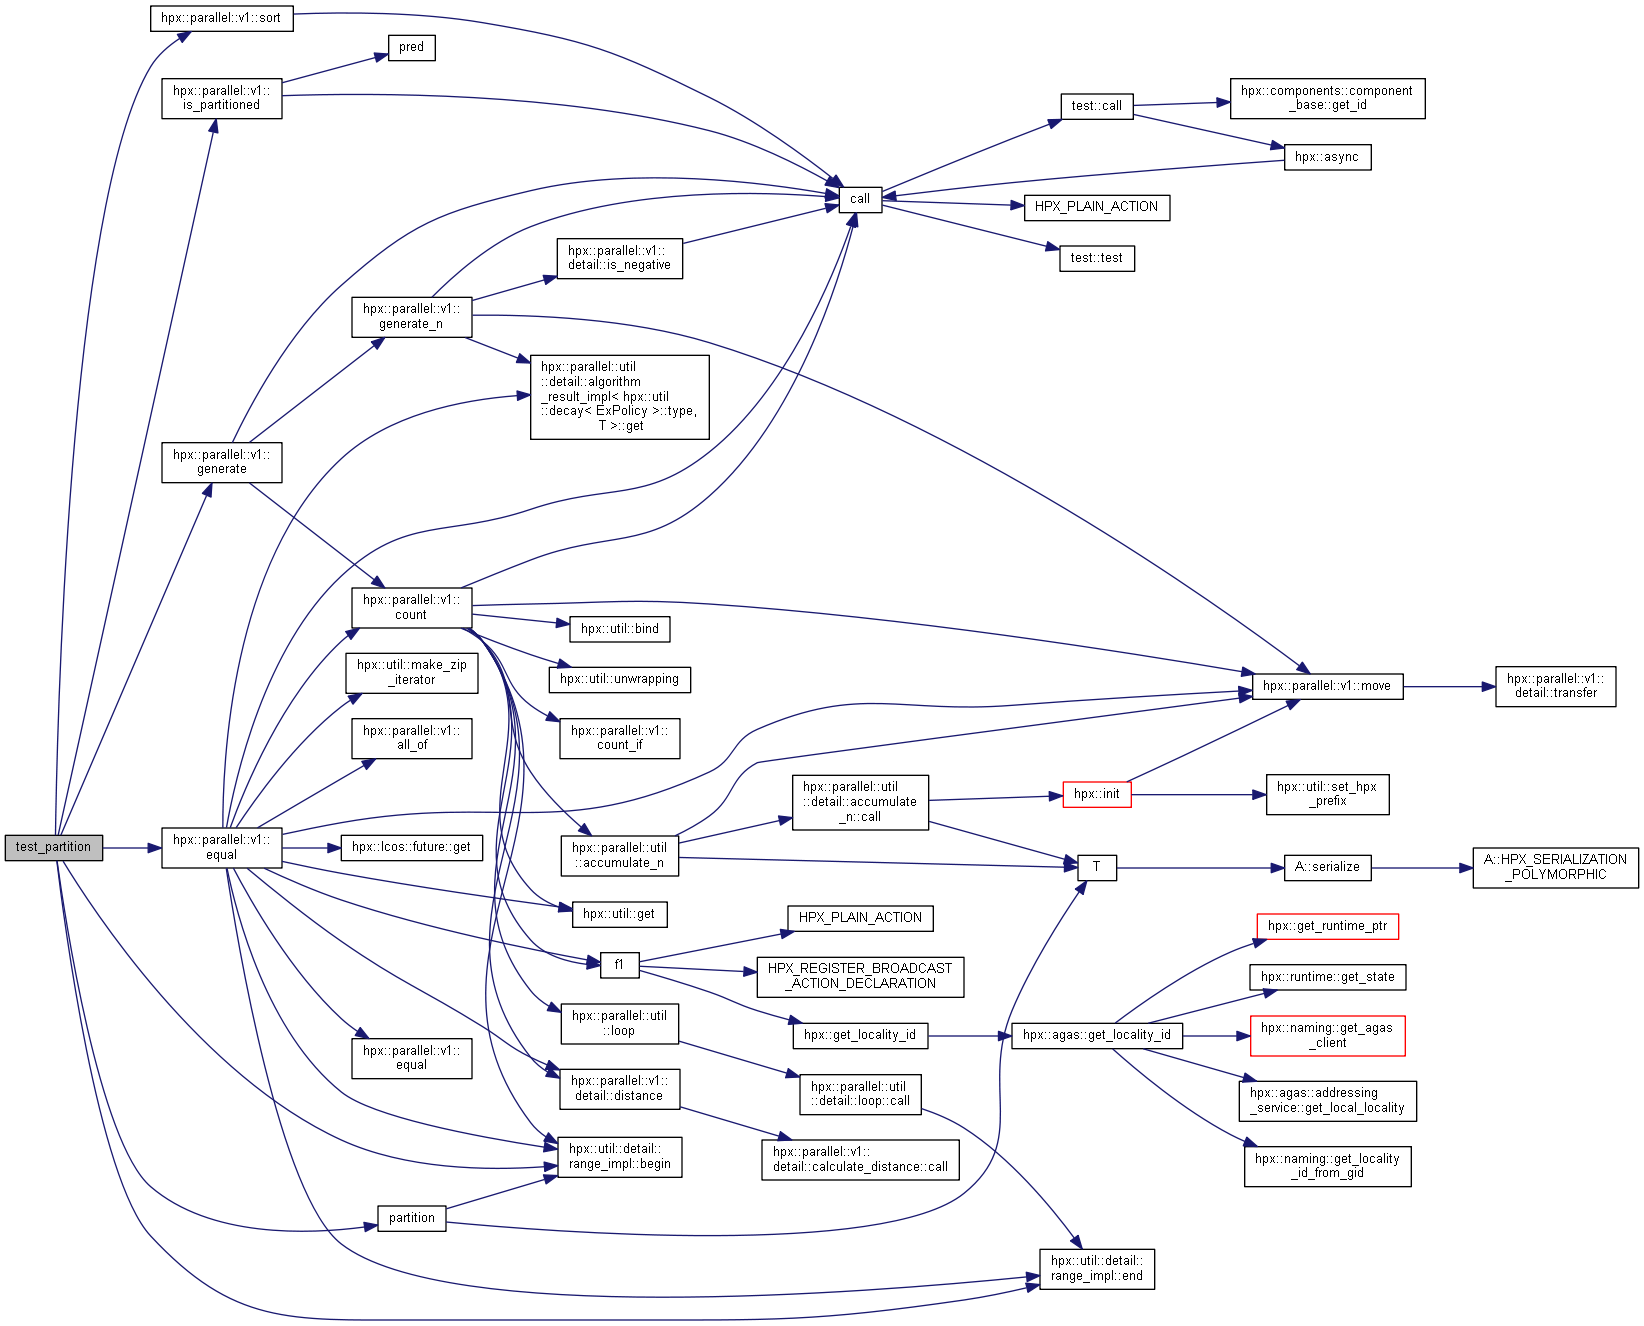 hpx::parallel::v1::sort
pred
hpx::parallel::v1::
is_partitioned
test::call
hpx::components::component
_base::get_id
hpx::async
call
HPX_PLAIN_ACTION
test::test
hpx::parallel::v1::
detail::is_negative
hpx::parallel::v1::
generate_n
hpx::parallel::util
::detail::algorithm
_result_impl< hpx::util
::decay< ExPolicy >::type,
T >::get
hpx::parallel::v1::
generate
hpx::parallel::v1::
count
hpx::util::bind
hpx::util::make_zip
_iterator
hpx::util::unwrapping
hpx::parallel::v1::move
hpx::parallel::v1::
detail::transfer
hpx::parallel::v1::
all_of
hpx::parallel::v1::
count_if
hpx::parallel::util
::detail::accumulate
_n::call
hpx::init
hpx::util::set_hpx
_prefix
test_partition
hpx::parallel::v1::
equal
hpx::lcos::future::get
hpx::parallel::util
::accumulate_n
T
A::serialize
A::HPX_SERIALIZATION
_POLYMORPHIC
hpx::util::get
HPX_PLAIN_ACTION
hpx::get_runtime_ptr
f1
HPX_REGISTER_BROADCAST
_ACTION_DECLARATION
hpx::runtime::get_state
hpx::parallel::util
::loop
hpx::get_locality_id
hpx::agas::get_locality_id
hpx::naming::get_agas
_client
hpx::parallel::v1::
equal
hpx::parallel::v1::
detail::distance
hpx::parallel::util
::detail::loop::call
hpx::agas::addressing
_service::get_local_locality
hpx::util::detail::
range_impl::begin
hpx::parallel::v1::
detail::calculate_distance::call
hpx::naming::get_locality
_id_from_gid
partition
hpx::util::detail::
range_impl::end